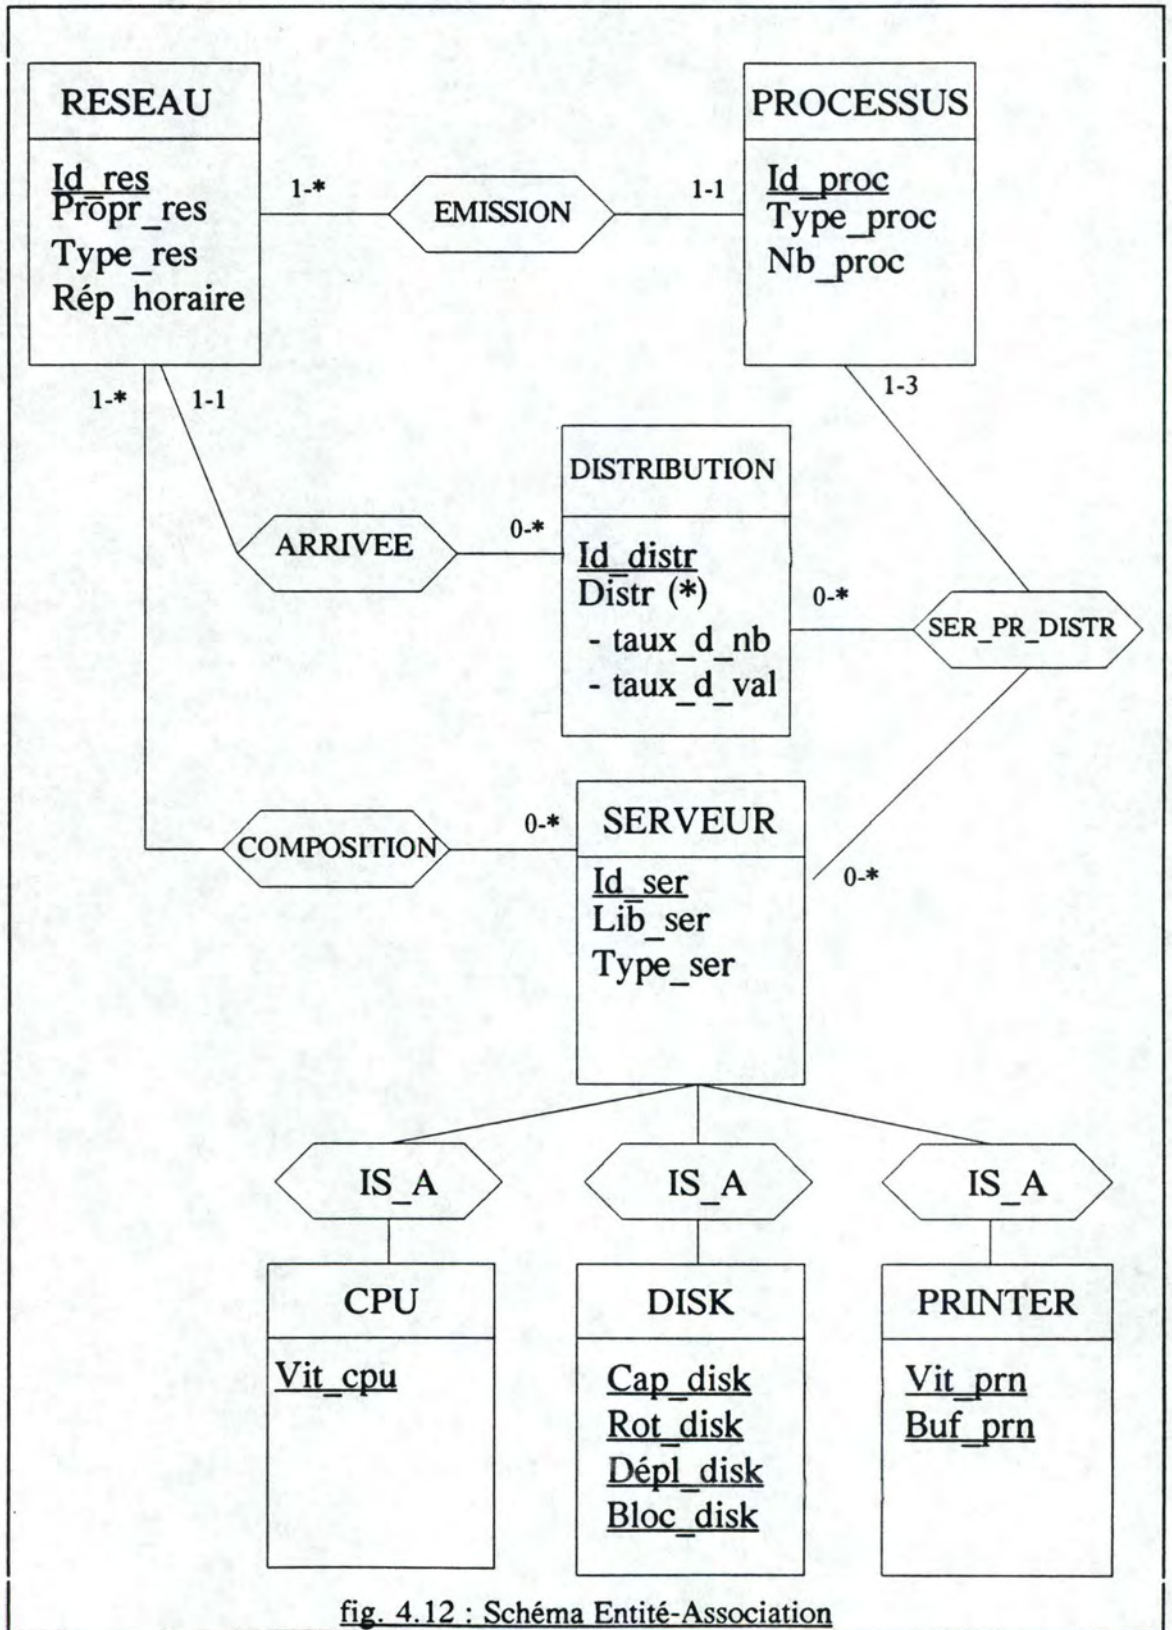 RESEAU
Id_res
Propr_res
Type_res
Rép_horaire
1-*
EMISSION
1-1
PROCESSUS
Id_proc
Type_proc
Nb_proc
1-*
1-1
1-3
ARRIVEE
0-*
DISTRIBUTION
Id_distr
Distr (*)
- taux_d_nb
- taux_d_val
0-*
SER_PR_DISTR
COMPOSITION
0-*
SERVEUR
Id_ser
Lib_ser
Type_ser
0-*
IS_A
IS_A
IS_A
CPU
Vit_cpu
DISK
Cap_disk
Rot_disk
Dépl_disk
Bloc_disk
PRINTER
Vit_prn
Buf_prn
fig. 4.12 : Schéma Entité-Association